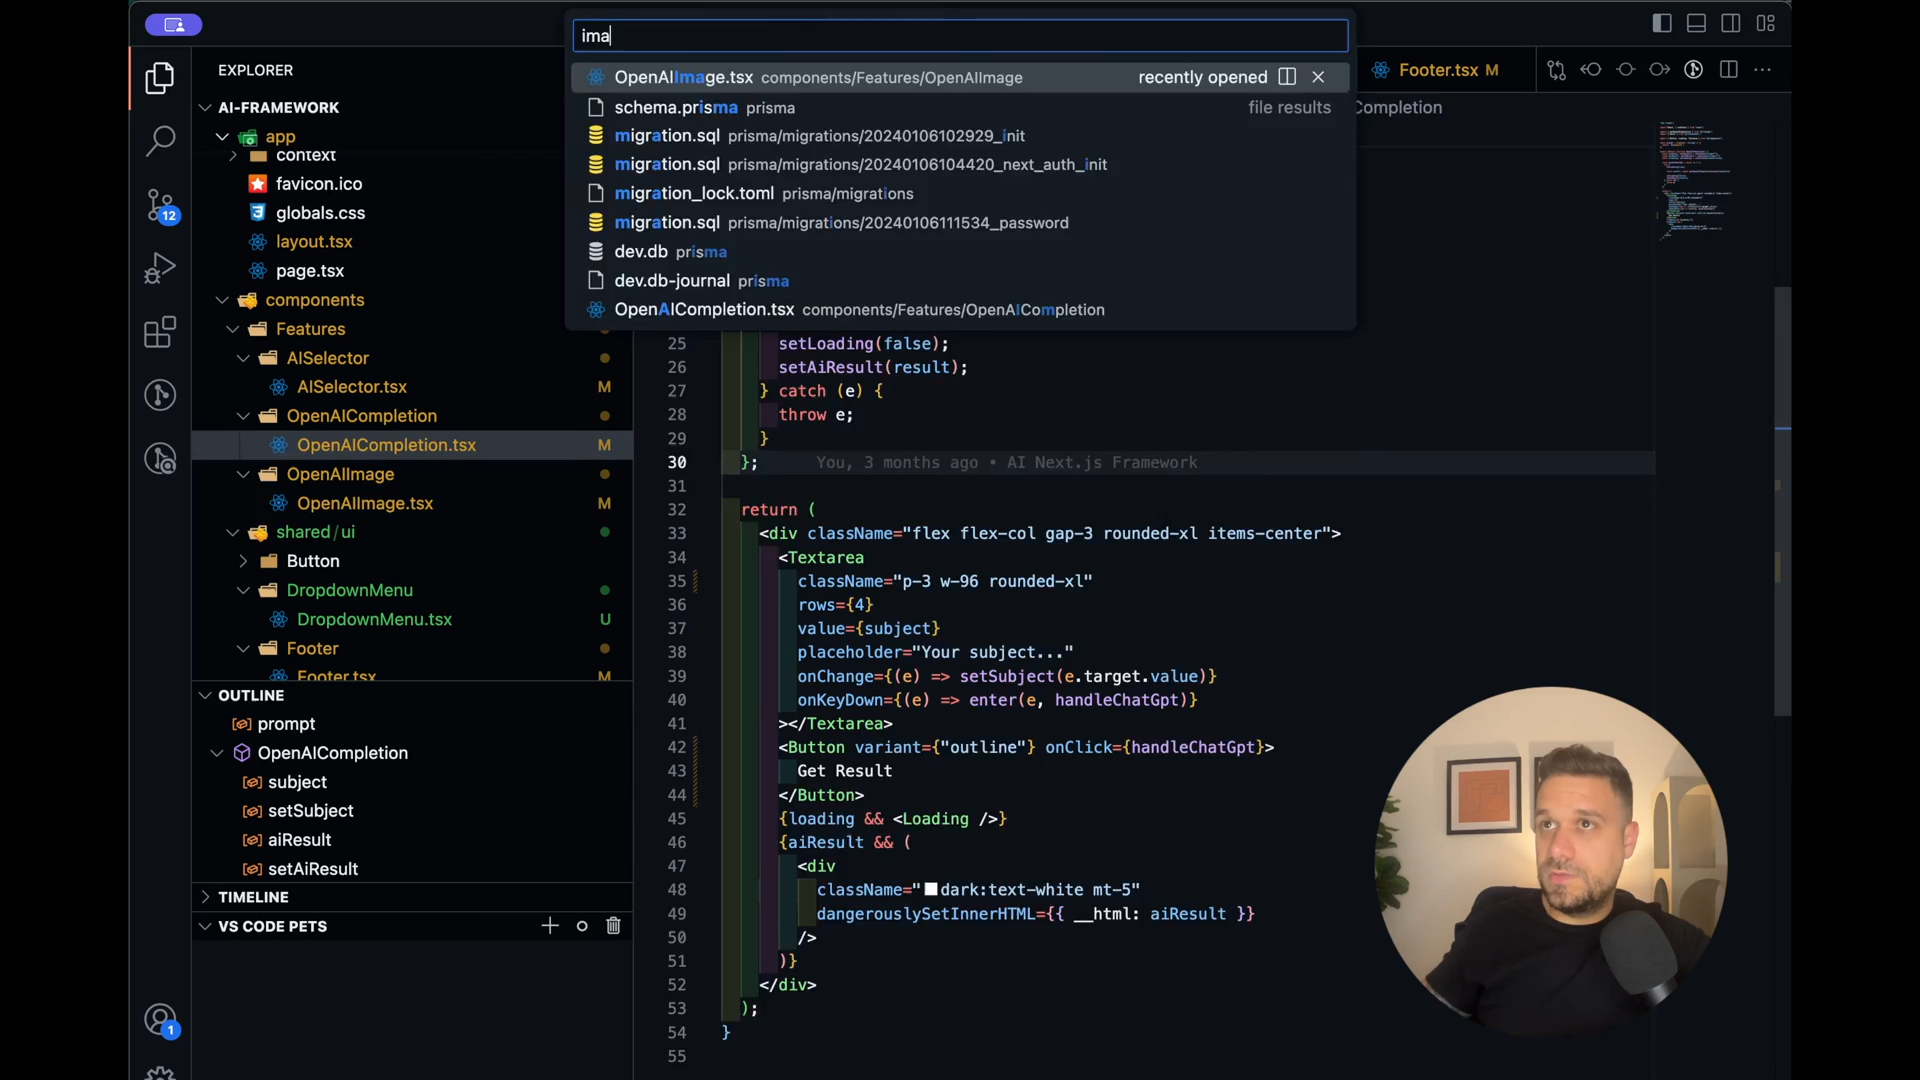 ima
OpenAIImage.tsx components/Features/OpenAIImage recently opened
schema.prisma prisma file results
migration.sql prisma/migrations/20240106102929_init
migration.sql prisma/migrations/20240106104420_next_auth_init
migration_lock.toml prisma/migrations
migration.sql prisma/migrations/20240106111534_password
dev.db prisma
dev.db-journal prisma
OpenAICompletion.tsx components/Features/OpenAiCompletion
Footer.tsx M
Completion
EXPLORER
AI-FRAMEWORK
app
context
favicon.ico
globals.css
layout.tsx
page.tsx
components
Features
AISelector
AISelector.tsx M
OpenAICompletion
OpenAICompletion.tsx M
OpenAIImage
OpenAIImage.tsx M
shared/ui
Button
DropdownMenu
DropdownMenu.tsx U
Footer
Footer.tsx M
OUTLINE
prompt
OpenAICompletion
subject
setSubject
aiResult
setAiResult
TIMELINE
VS CODE PETS
12
1
25 setLoading(false);
26 setAiResult(result);
27 } catch (e) {
28 throw e;
29 }
30 }; You, 3 months ago • AI Next.js Framework
31
32 return (
33 <div className="flex flex-col gap-3 rounded-xl items-center">
34 <Textarea
35 className="p-3 w-96 rounded-xl"
36 rows={4}
37 value={subject}
38 placeholder="Your subject..."
39 onChange={(e) => setSubject(e.target.value)}
40 onKeyDown={(e) => enter(e, handleChatGpt)}
41 ></Textarea>
42 <Button variant={"outline"} onClick={handleChatGpt}>
43 Get Result
44 </Button>
45 {loading && <Loading />}
46 {aiResult && (
47 <div
48 className="dark:text-white mt-5"
49 dangerouslySetInnerHTML={{ __html: aiResult }}
50 />
51 )}
52 </div>
53 );
54 }
55